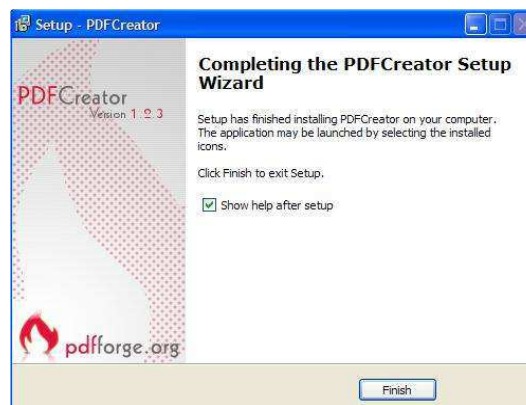 Setup - PDFCreator
PDFCreator
Version 1.2.3
Completing the PDFCreator Setup
Wizard
Setup has finished installing PDFCreator on your computer.
The application may be launched by selecting the installed
icons.
Click Finish to exit Setup.
Show help after setup
pdfforge.org
Finish